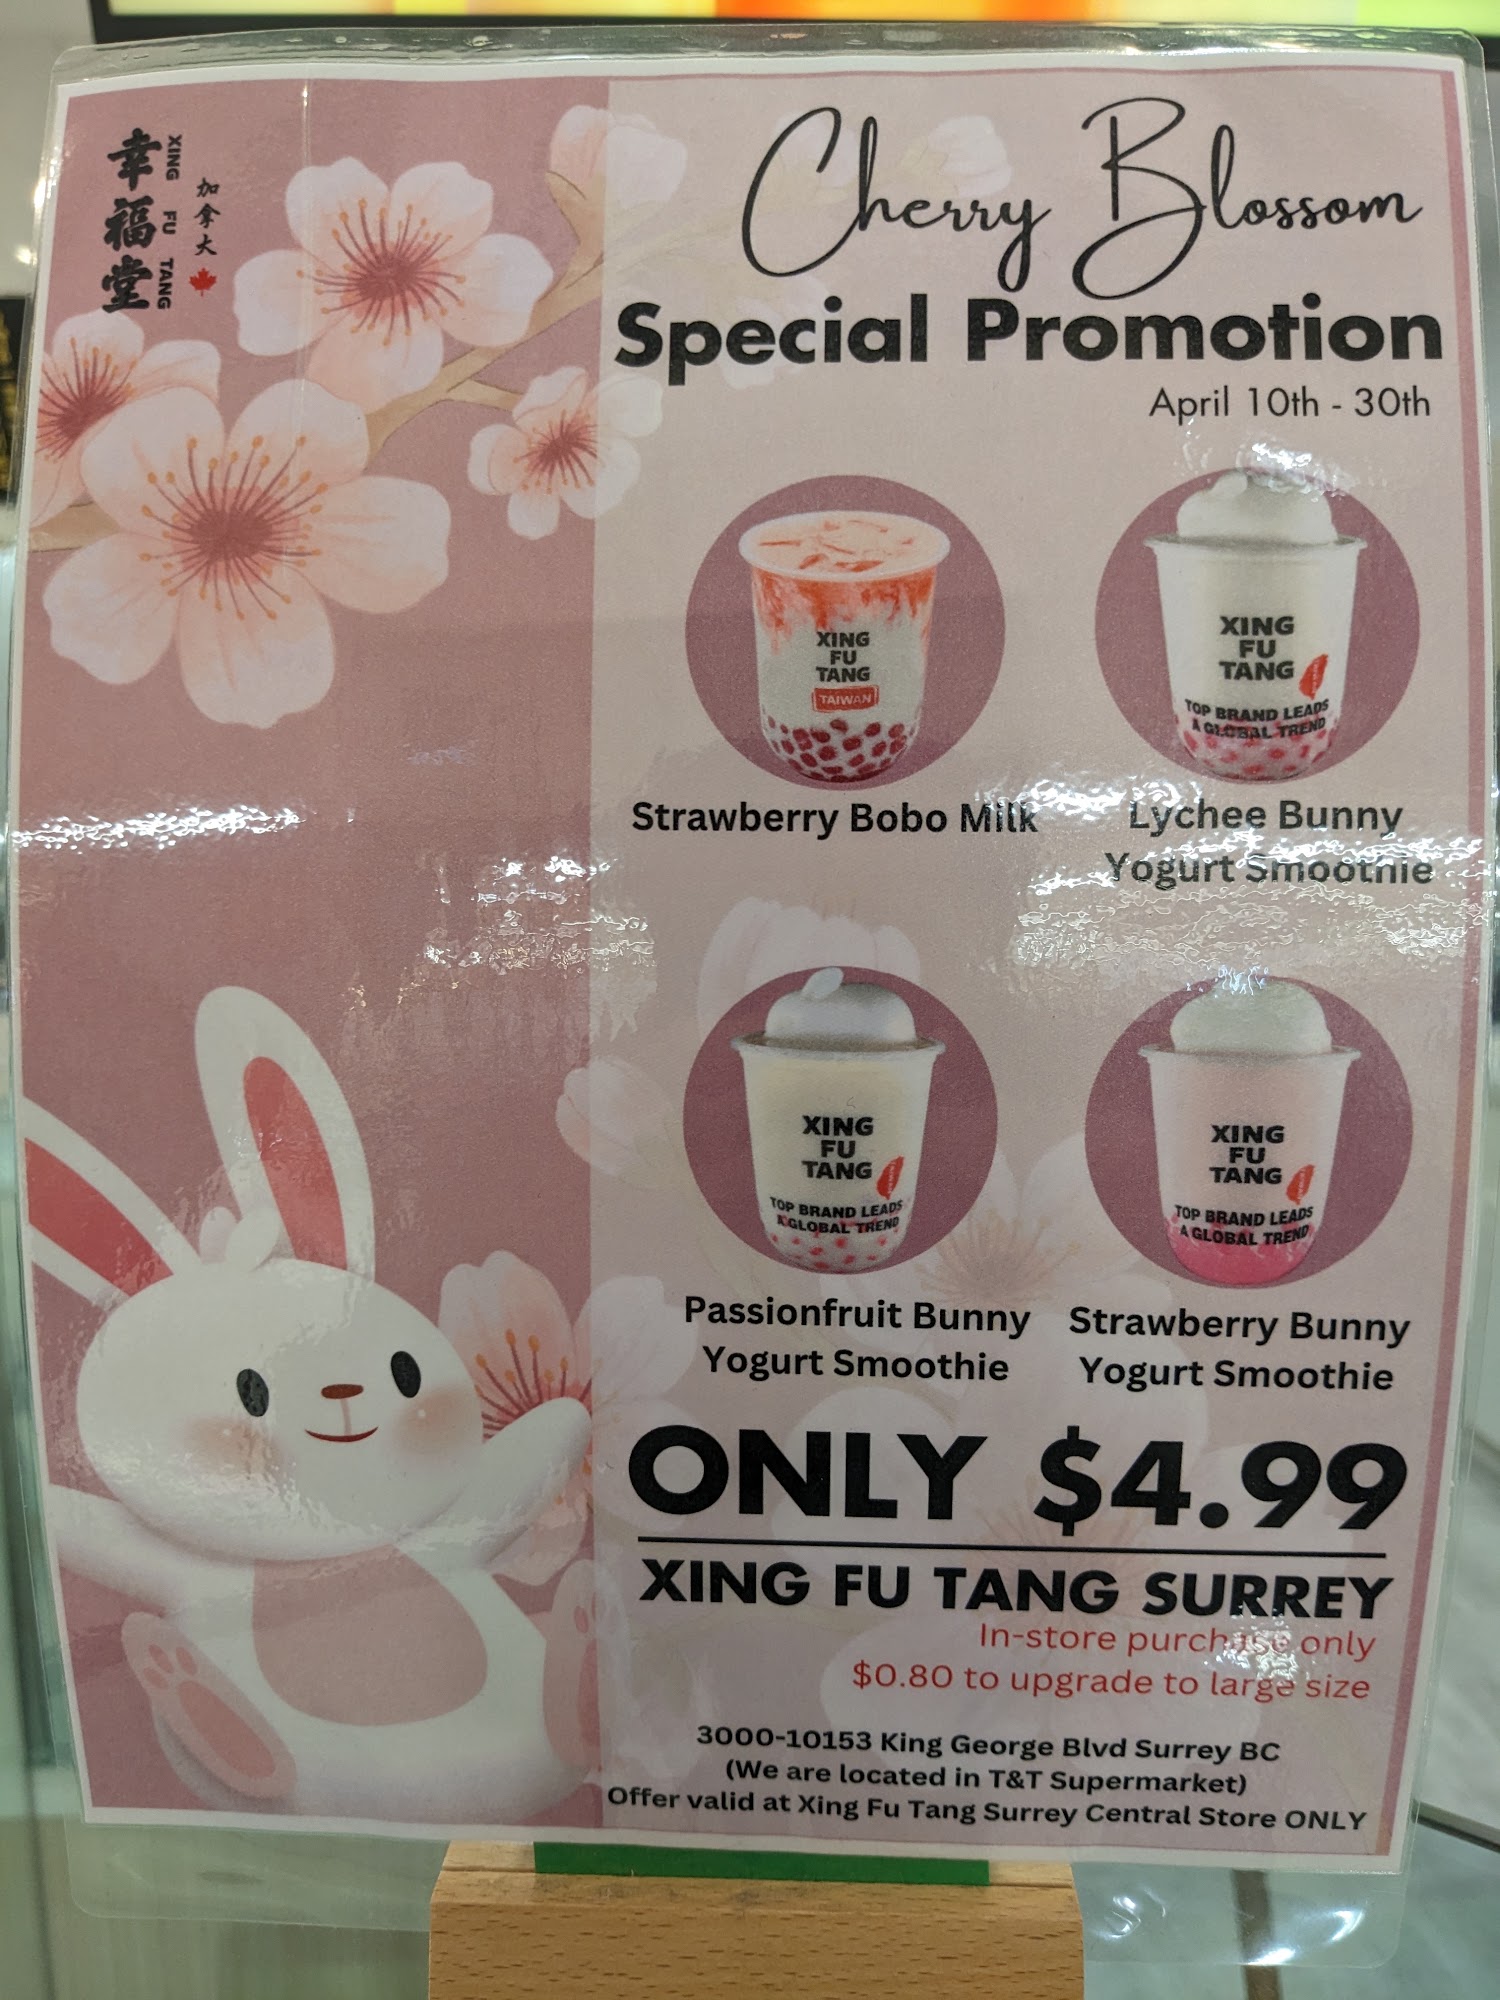 幸福堂
XING FU TANG
加拿大
Cherry Blossom
Special Promotion
April 10th - 30th
XING
FU
TANG
TAIWAN
Strawberry Bobo Milk
XING
FU
TANG
TOP BRAND LEADS
A GLOBAL TREND
Lychee Bunny
Yogurt Smoothie
XING
FU
TANG
TOP BRAND LEADS
A GLOBAL TREND
Passionfruit Bunny
Yogurt Smoothie
XING
FU
TANG
TOP BRAND LEADS
A GLOBAL TREND
Strawberry Bunny
Yogurt Smoothie
ONLY $4.99
XING FU TANG SURREY
In-store purchase only
$0.80 to upgrade to large size
3000-10153 King George Blvd Surrey BC
(We are located in T&T Supermarket)
Offer valid at Xing Fu Tang Surrey Central Store ONLY